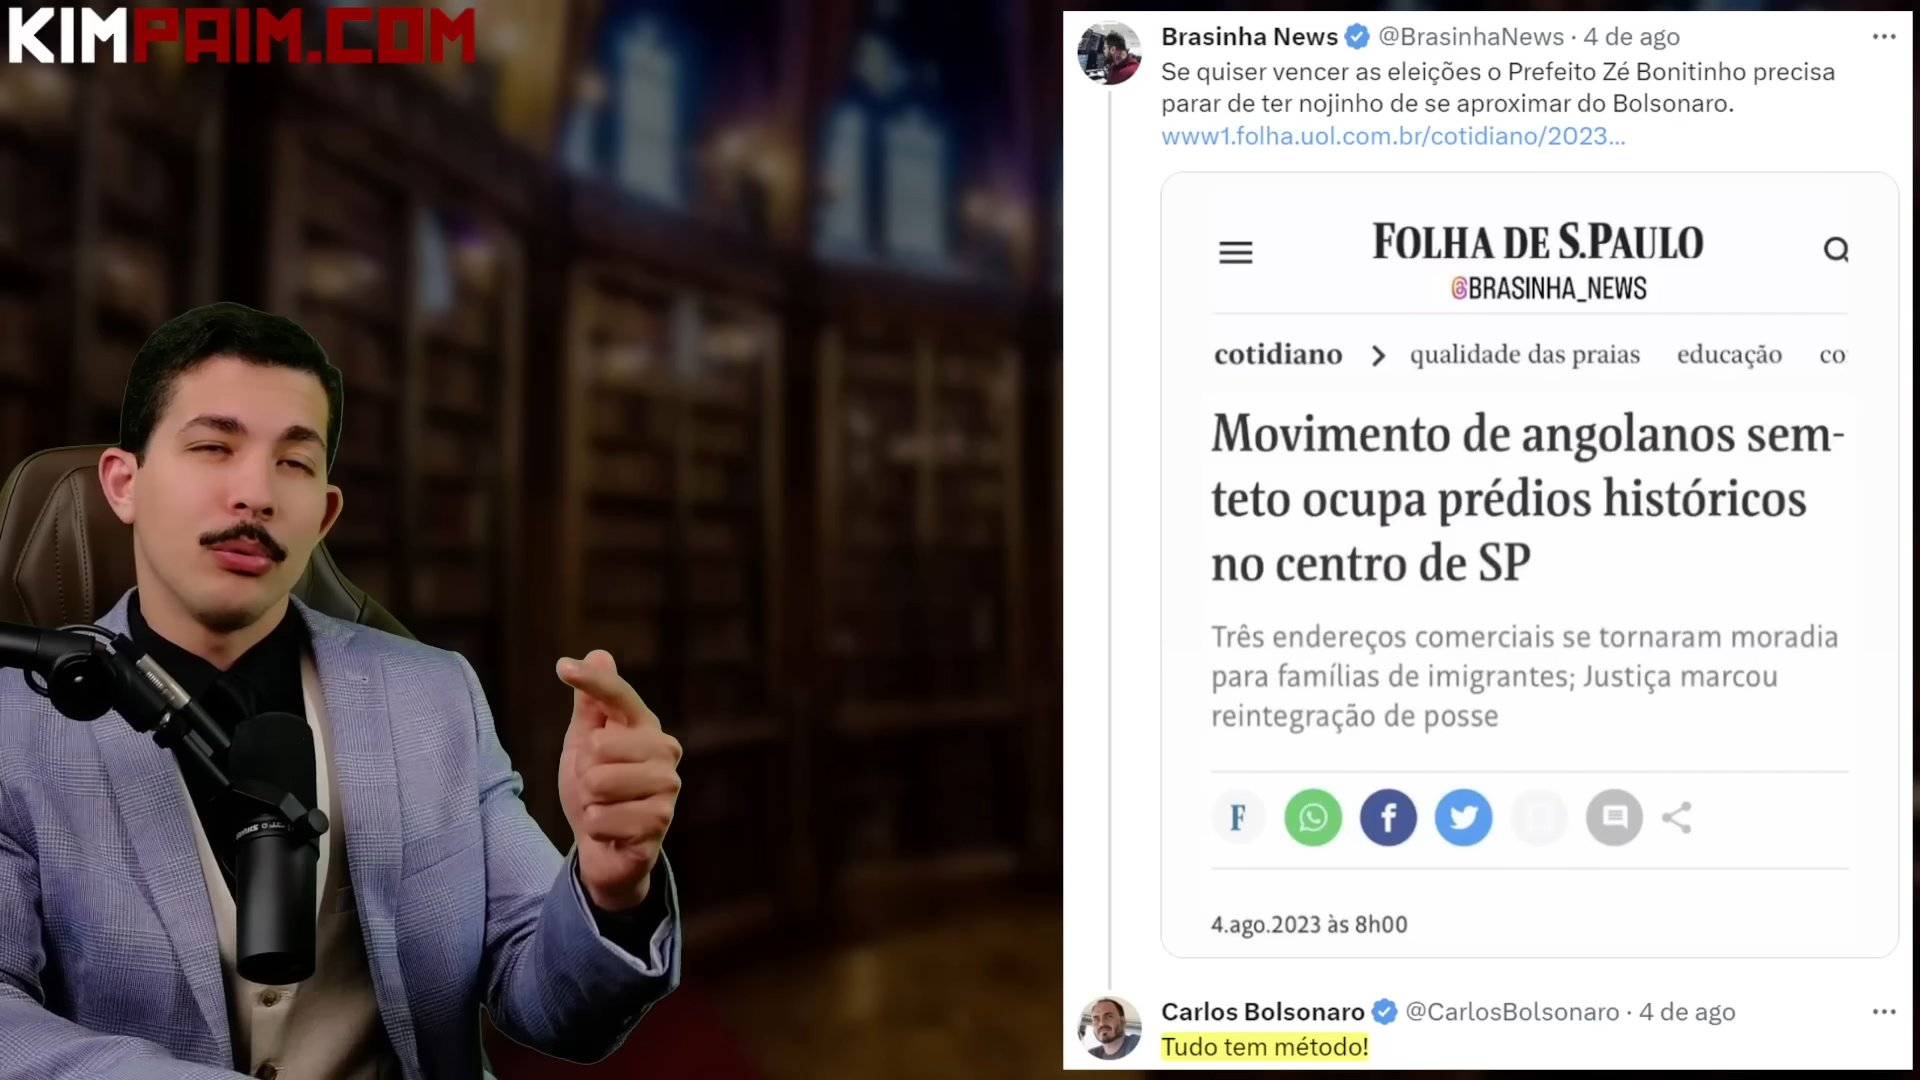 KIMPAIM.COM
Brasinha News @BrasinhaNews · 4 de ago
Se quiser vencer as eleições o Prefeito Zé Bonitinho precisa
parar de ter nojinho de se aproximar do Bolsonaro.
www1.folha.uol.com.br/cotidiano/2023...
FOLHA DE S.PAULO
@BRASINHA_NEWS
cotidiano > qualidade das praias educação co
Movimento de angolanos sem-
teto ocupa prédios históricos
no centro de SP
Três endereços comerciais se tornaram moradia
para famílias de imigrantes; Justiça marcou
reintegração de posse
F
4.ago.2023 às 8h00
Carlos Bolsonaro @CarlosBolsonaro · 4 de ago
Tudo tem método!